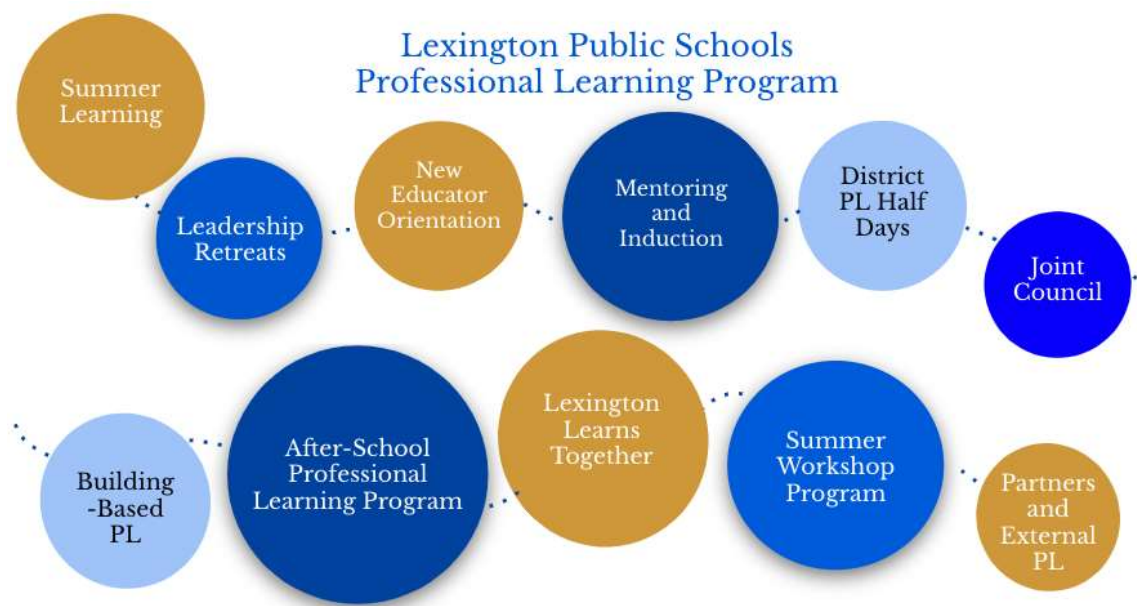 Lexington Public Schools
Professional Learning Program
Summer
Learning
Leadership
Retreats
New
Educator
Orientation
Mentoring
and
Induction
District
PL Half
Days
Joint
Council
Building
-Based
PL
After-School
Professional
Learning Program
Lexington
Learns
Together
Summer
Workshop
Program
Partners
and
External
PL